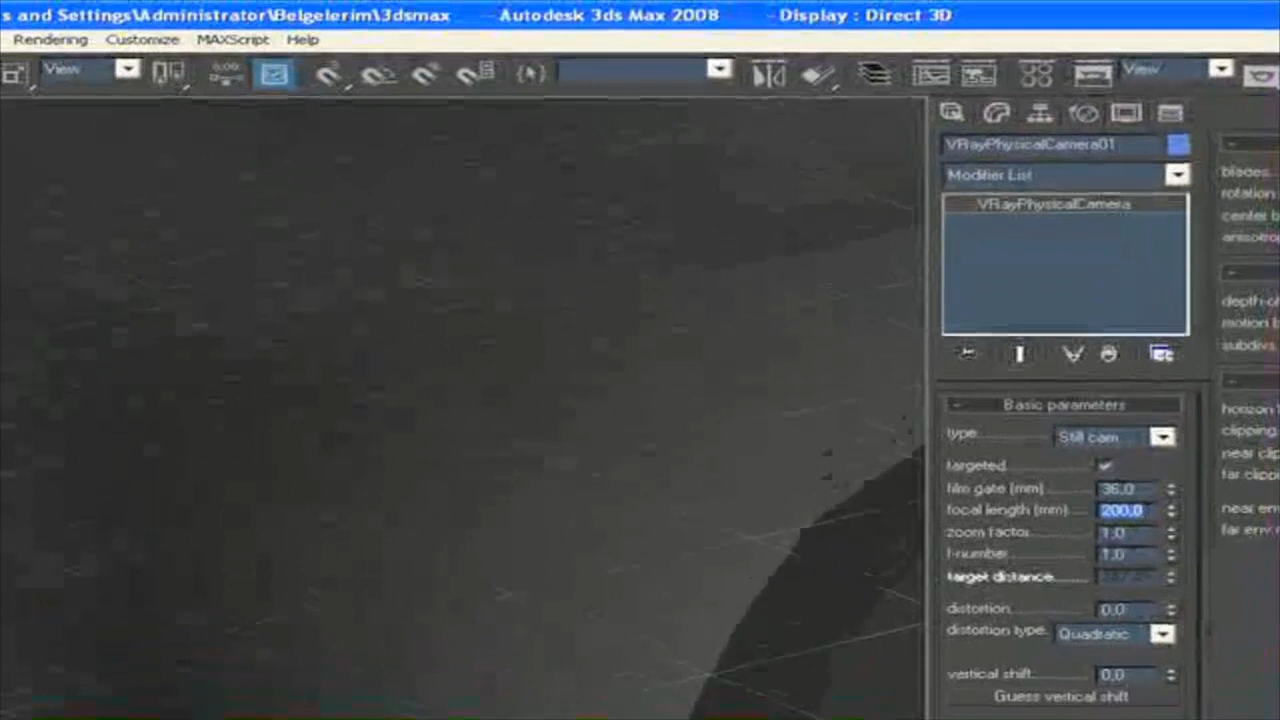 s and Settings\Administrator\Belgelerim\3dsmax - Autodesk 3ds Max 2008 - Display : Direct 3D
Rendering Customize MAXScript Help
View
View
VRayPhysicalCamera01
Modifier List
VRayPhysicalCamera
- Basic parameters
type Still cam
targeted
film gate (mm) 36,0
focal length (mm) 200,0
zoom factor 1,0
f-number 1,0
target distance
distortion 0,0
distortion type Quadratic
vertical shift 0,0
Guess vertical shift
blades
rotation
center b
anisotrop
depth-of
motion b
subdivs
horizon
clipping
near clip
far clipp
near env
far env